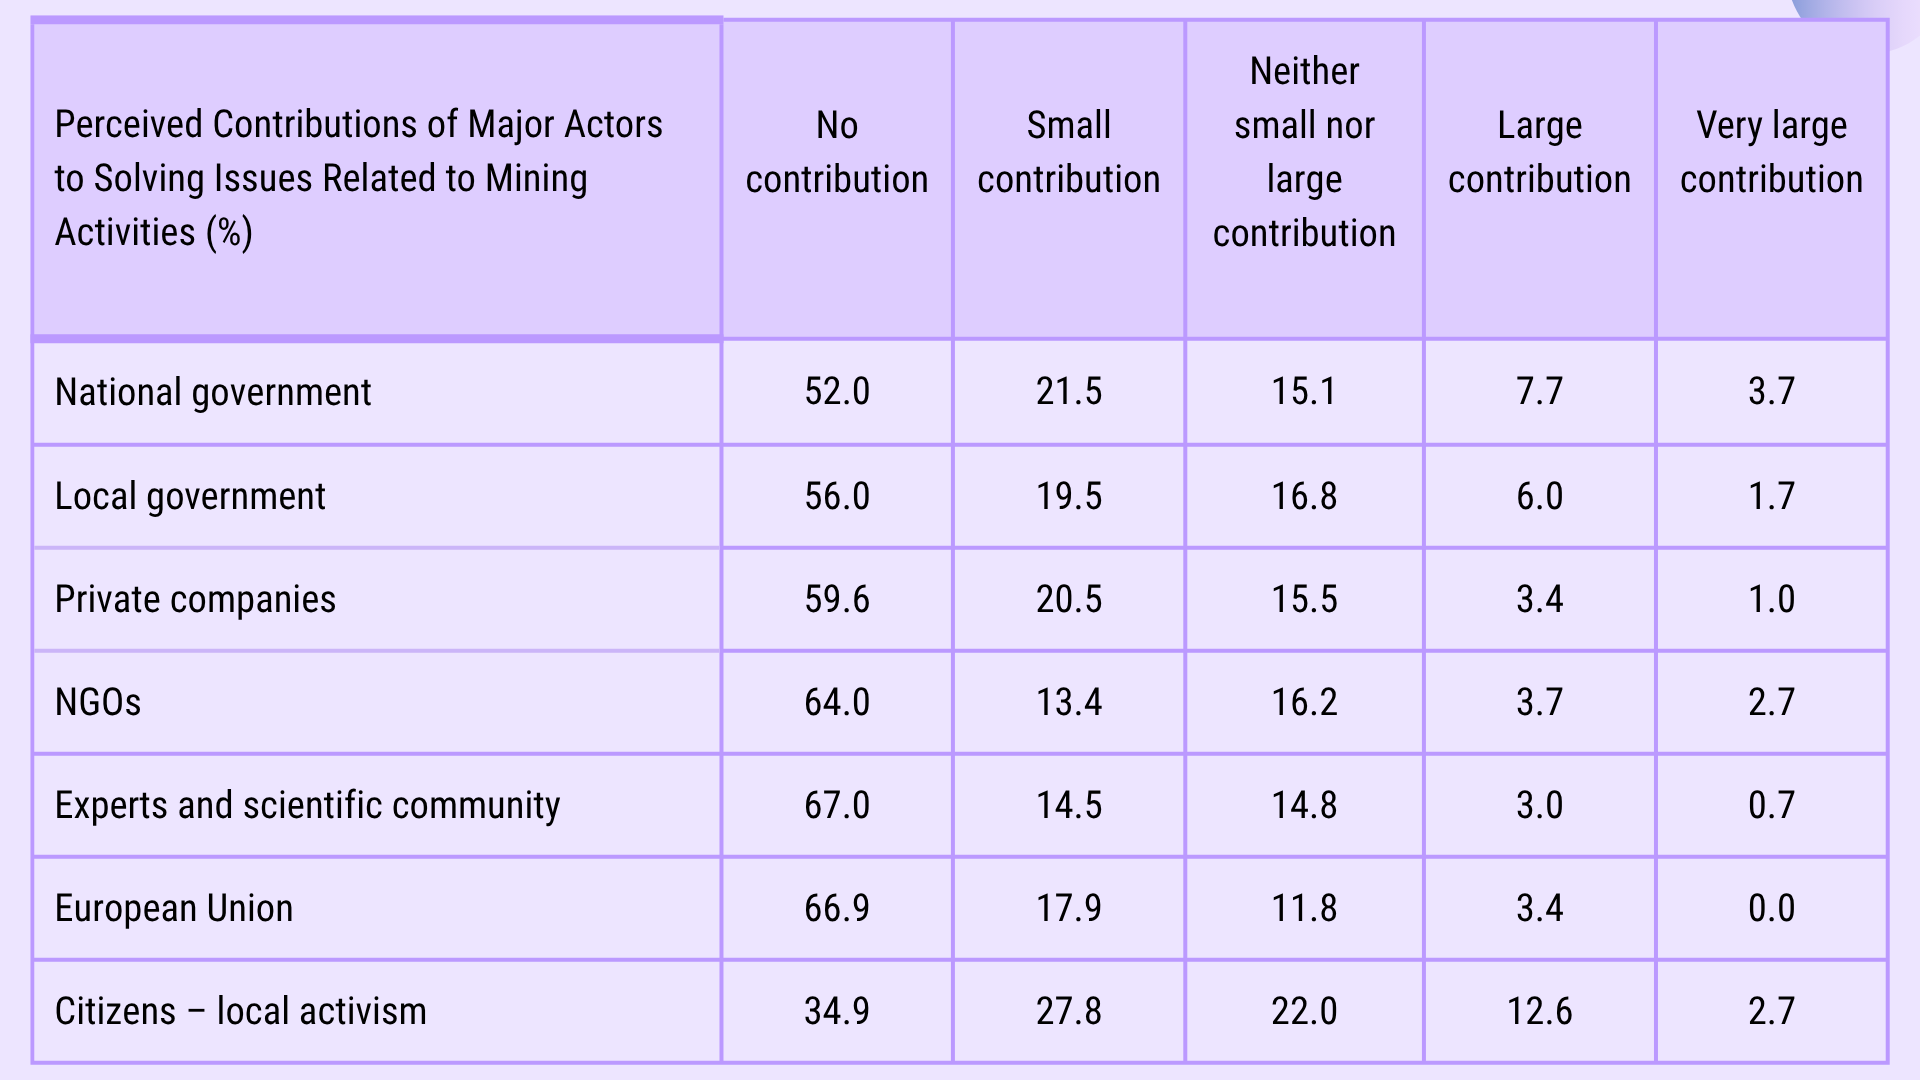 Perceived Contributions of Major Actors
to Solving Issues Related to Mining
Activities (%)
No
contribution
Small
contribution
Neither
small nor
large
contribution
Large
contribution
Very large
contribution
National government 52.0 21.5 15.1 7.7 3.7
Local government 56.0 19.5 16.8 6.0 1.7
Private companies 59.6 20.5 15.5 3.4 1.0
NGOs 64.0 13.4 16.2 3.7 2.7
Experts and scientific community 67.0 14.5 14.8 3.0 0.7
European Union 66.9 17.9 11.8 3.4 0.0
Citizens – local activism 34.9 27.8 22.0 12.6 2.7